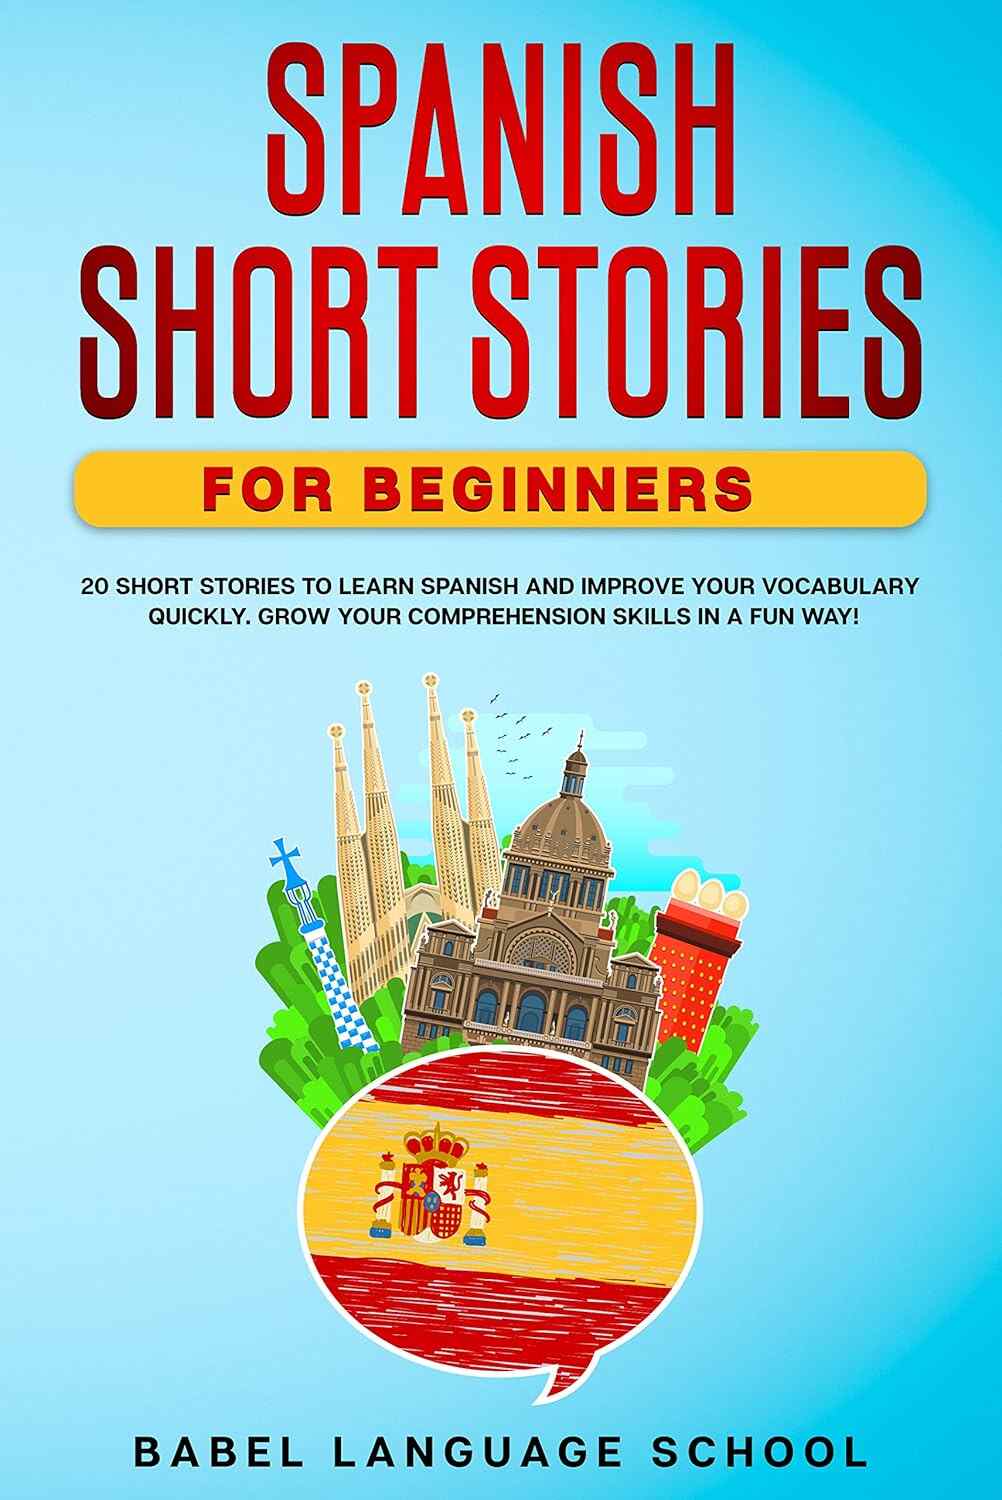 SPANISH
SHORT STORIES
FOR BEGINNERS
20 SHORT STORIES TO LEARN SPANISH AND IMPROVE YOUR VOCABULARY
QUICKLY. GROW YOUR COMPREHENSION SKILLS IN A FUN WAY!
BABEL LANGUAGE SCHOOL